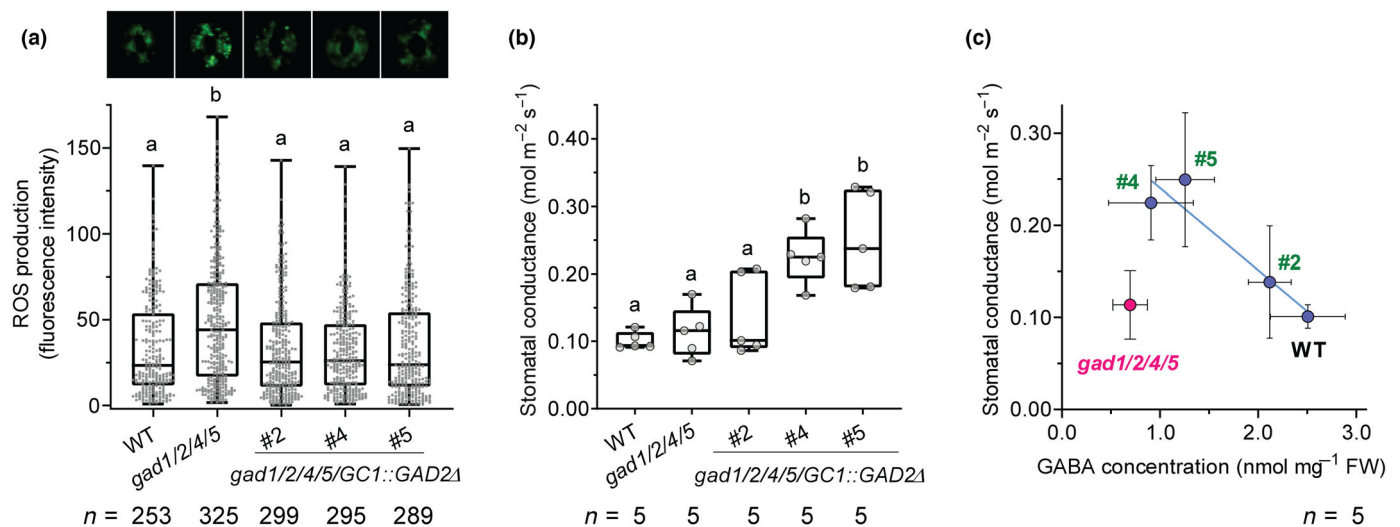 (a)
b
a
a
a
a
ROS production
(fluorescence intensity)
150
100
50
0
WT
gad1/2/4/5
#2
#4
#5
gad1/2/4/5/GC1::GAD2Δ
n = 253 325 299 295 289
(b)
Stomatal conductance (mol m−2 s−1)
0.40
0.30
0.20
0.10
0.00
a
a
a
b
b
WT
gad1/2/4/5
#2
#4
#5
gad1/2/4/5/GC1::GAD2Δ
n = 5 5 5 5 5
(c)
Stomatal conductance (mol m−2 s−1)
0.30
0.20
0.10
0
#5
#4
#2
WT
gad1/2/4/5
0 1.0 2.0 3.0
GABA concentration (nmol mg−1 FW)
n = 5